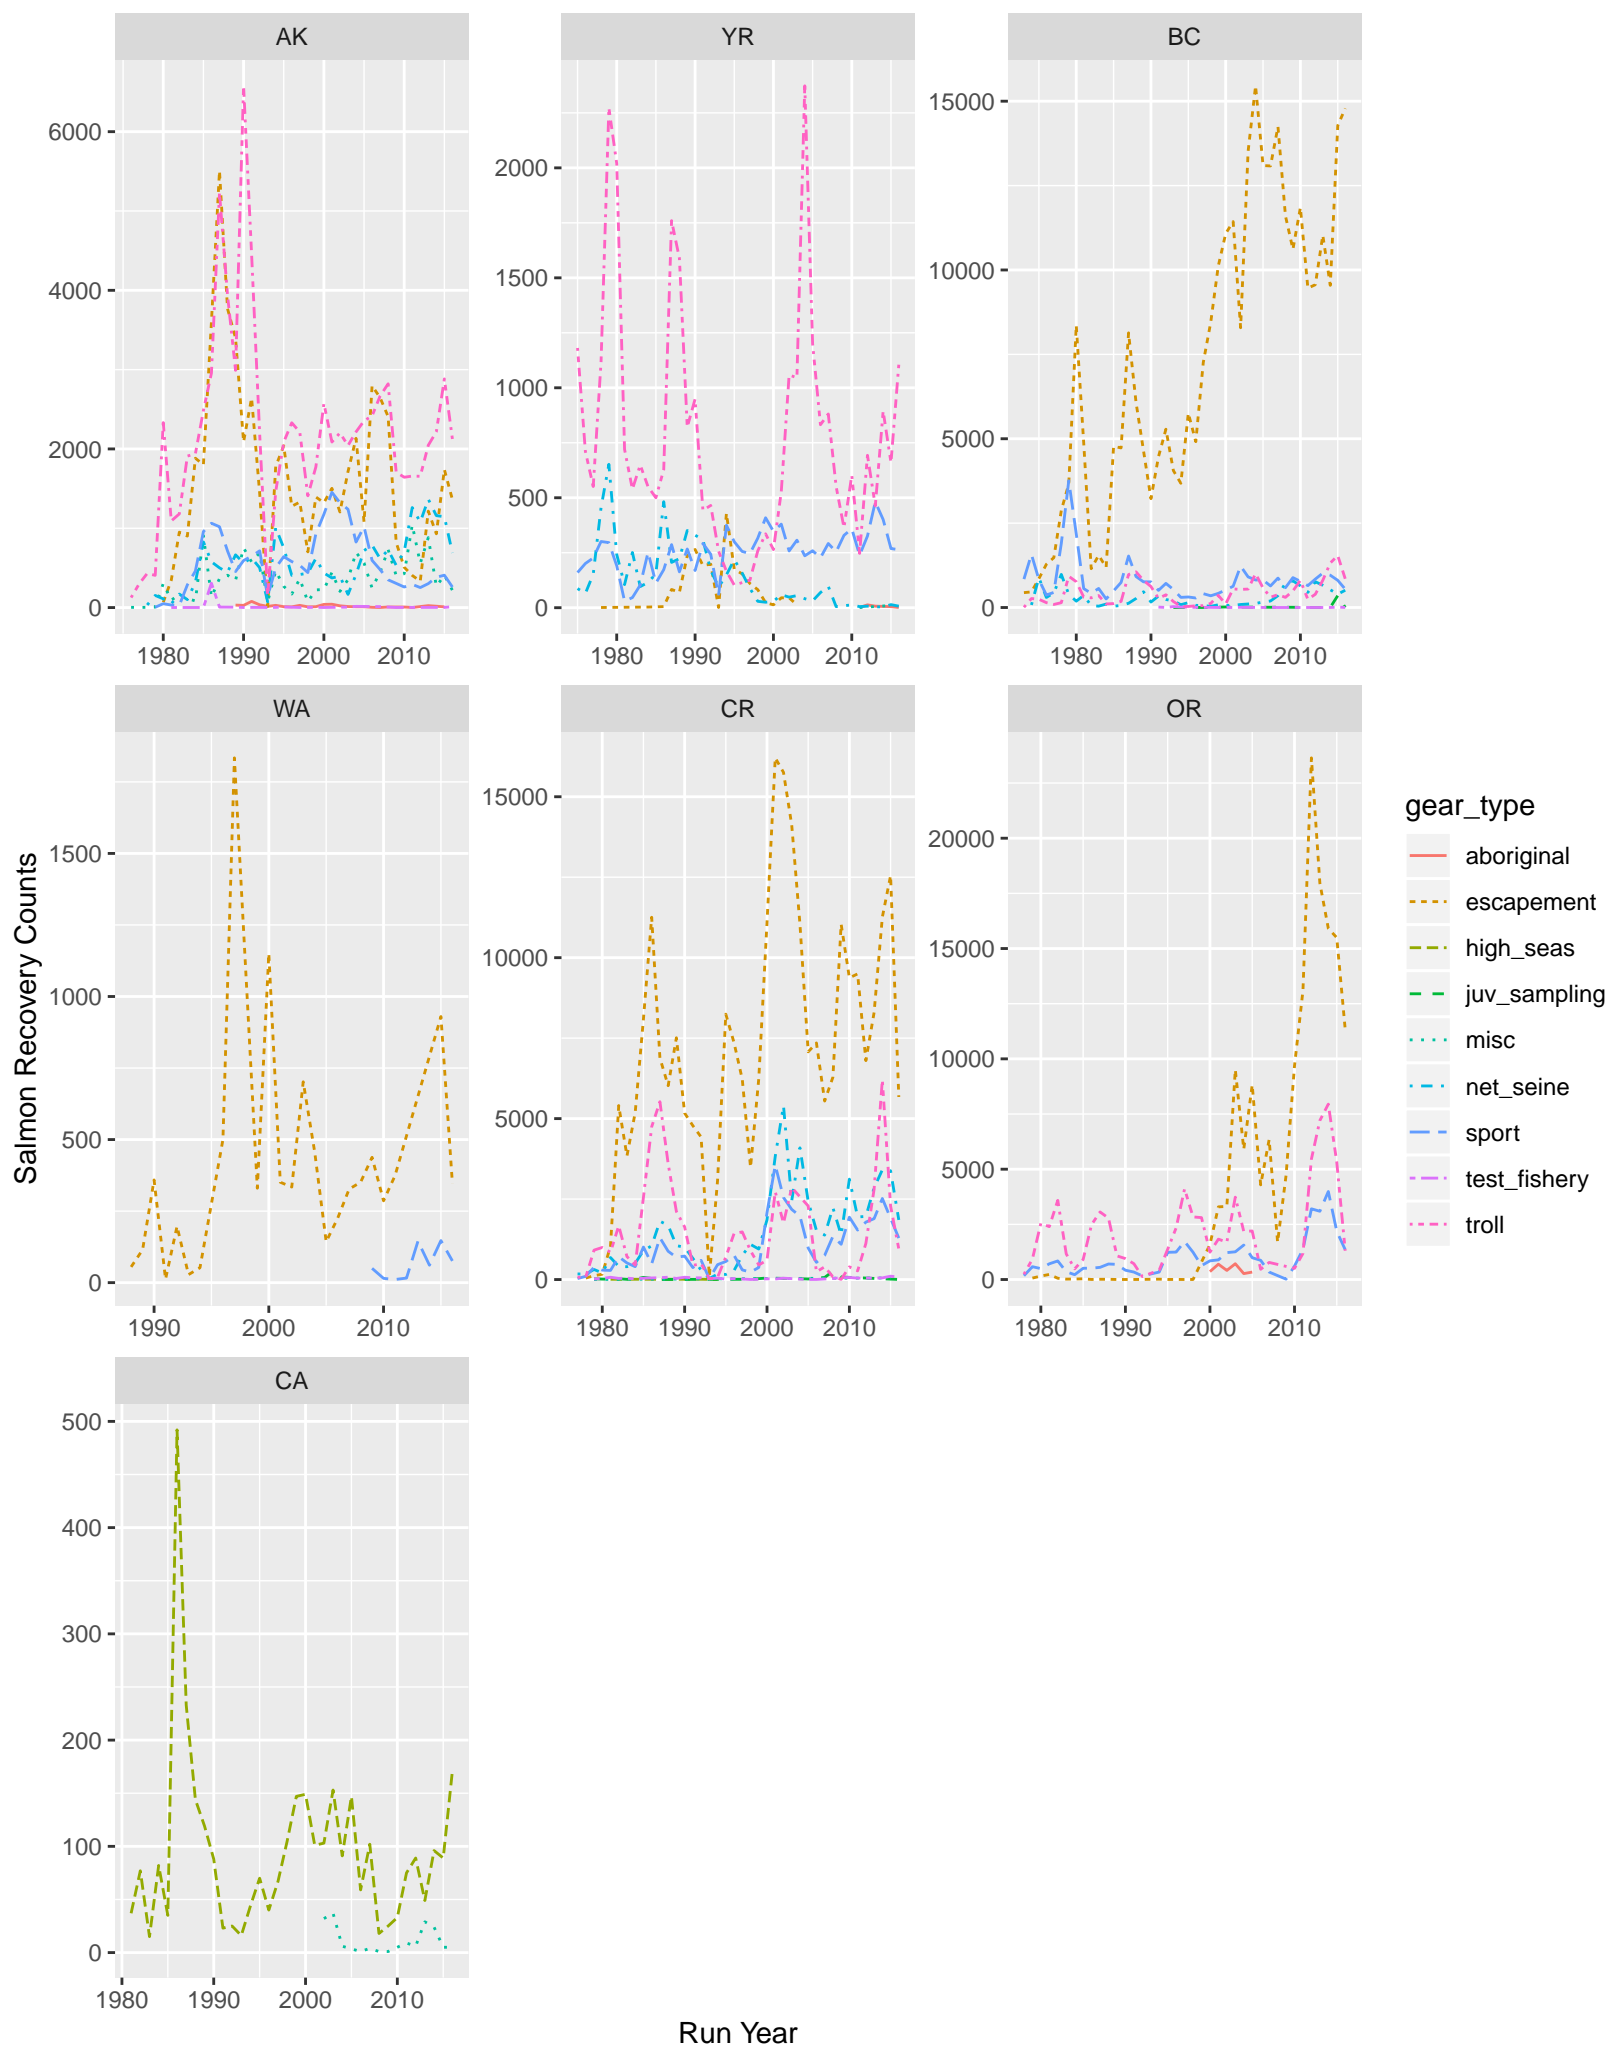 AK
YR
BC
6000
4000
2000
0
1980 1990 2000 2010
2000
1500
1000
500
0
1980 1990 2000 2010
15000
10000
5000
0
1980 1990 2000 2010
WA
CR
OR
1500
1000
500
0
1990 2000 2010
15000
10000
5000
0
1980 1990 2000 2010
20000
15000
10000
5000
0
1980 1990 2000 2010
CA
500
400
300
200
100
0
1980 1990 2000 2010
Salmon Recovery Counts
Run Year
gear_type
aboriginal
escapement
high_seas
juv_sampling
misc
net_seine
sport
test_fishery
troll